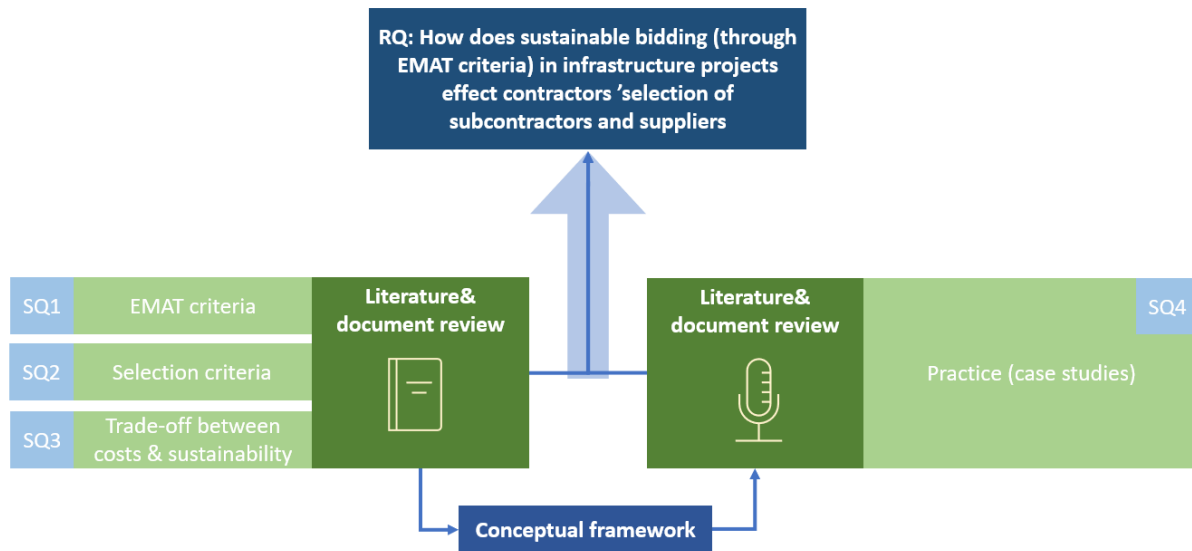 RQ: How does sustainable bidding (through
EMAT criteria) in infrastructure projects
effect contractors ’selection of
subcontractors and suppliers
SQ1
EMAT criteria
SQ2
Selection criteria
SQ3
Trade-off between
costs & sustainability
Literature&
document review
Literature&
document review
SQ4
Practice (case studies)
Conceptual framework